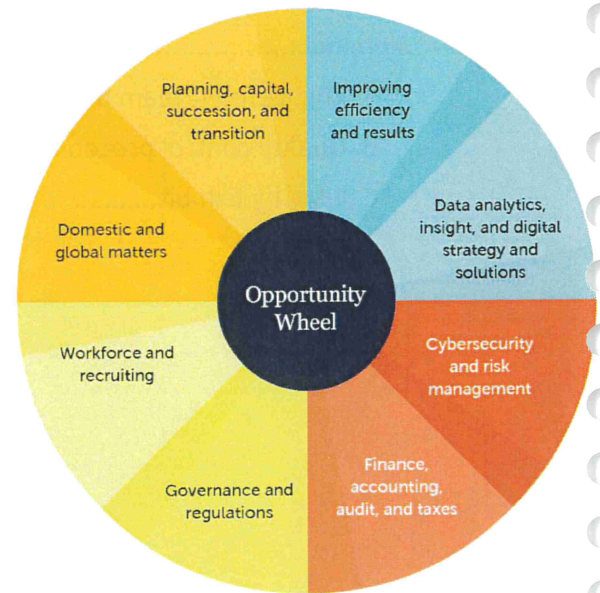 Planning, capital,
succession, and
transition
Improving
efficiency
and results
Data analytics,
insight, and digital
strategy and
solutions
Cybersecurity
and risk
management
Finance,
accounting,
audit, and taxes
Governance and
regulations
Workforce and
recruiting
Domestic and
global matters
Opportunity
Wheel